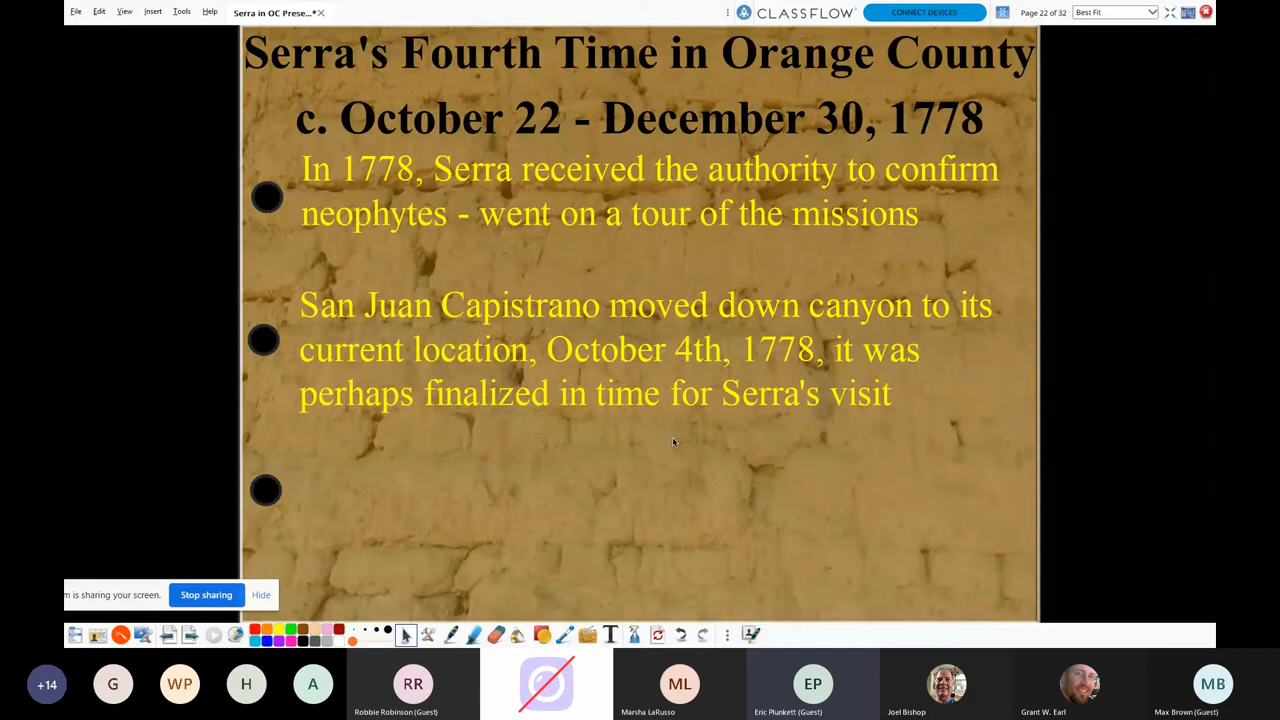 File Edit View Insert Tools Help Serra in OC Prese...* CLASSFLOW CONNECT DEVICES Page 22 of 32 Best Fit
Serra's Fourth Time in Orange County
c. October 22 - December 30, 1778
In 1778, Serra received the authority to confirm
neophytes - went on a tour of the missions
San Juan Capistrano moved down canyon to its
current location, October 4th, 1778, it was
perhaps finalized in time for Serra's visit
m is sharing your screen. Stop sharing Hide
T
+14 G WP H A RR ML EP MB
Robbie Robinson (Guest) Marsha LaRusso Eric Plunkett (Guest) Joel Bishop Grant W. Earl Max Brown (Guest)